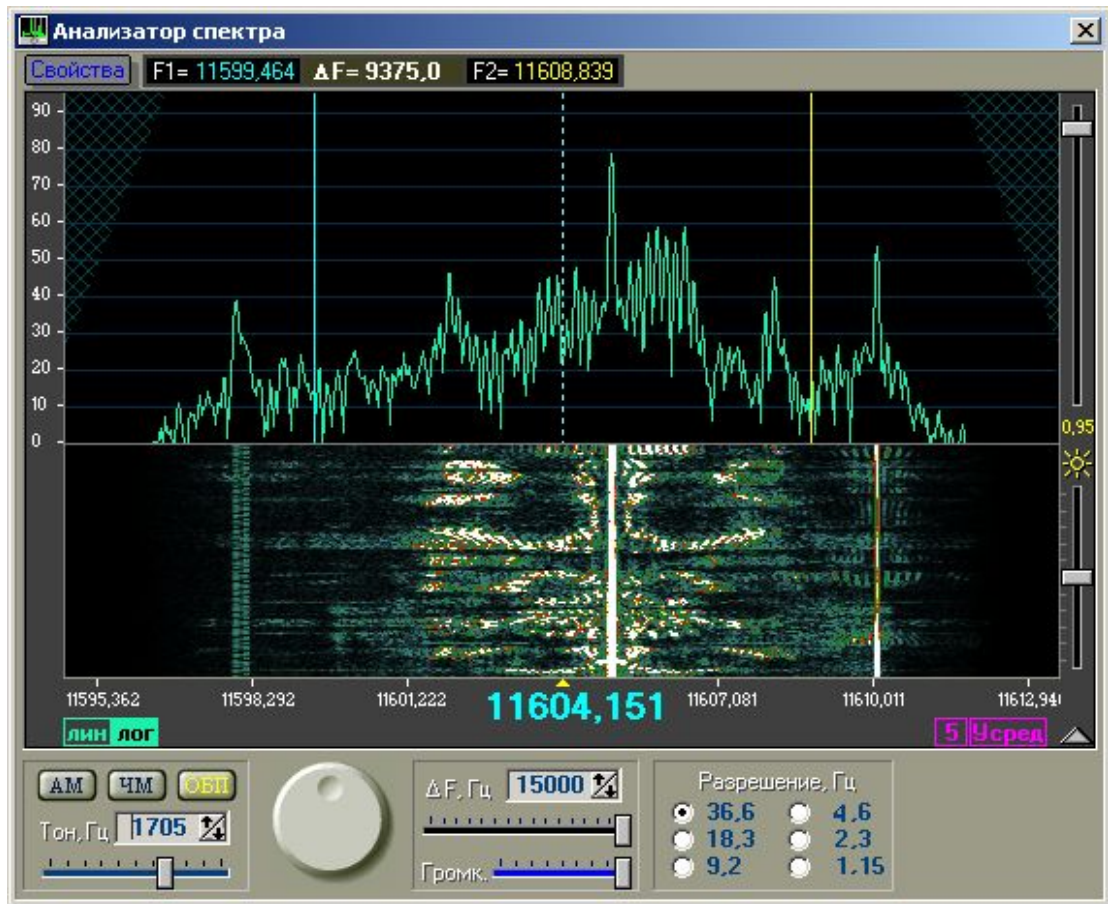 Анализатор спектра
Свойства F1= 11599,464 ΔF= 9375,0 F2= 11608,839
90
80
70
60
50
40
30
20
10
0
0,95
11595,362 11598,292 11601,222 11604,151 11607,081 11610,011 11612,94
лин лог 5 Усред
АМ ЧМ ОБП
Тон, Гц 1705
ΔF, Гц 15000
Громк.
Разрешение, Гц
36,6 4,6
18,3 2,3
9,2 1,15